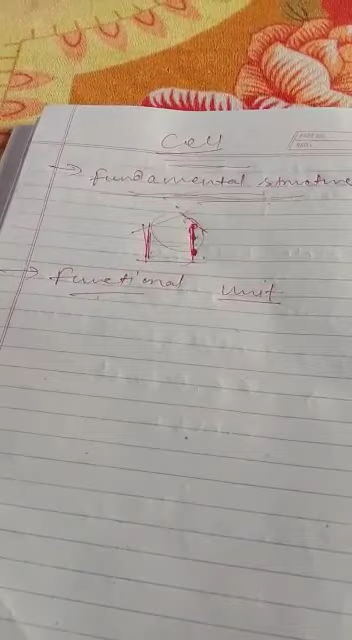 Cell
→ fundamental structure
→ functional unit